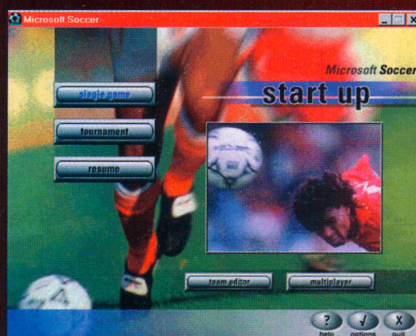 Microsoft Soccer
Microsoft Soccer
start up
single game
tournament
resume
team editor
multiplayer
? √ X
help options quit